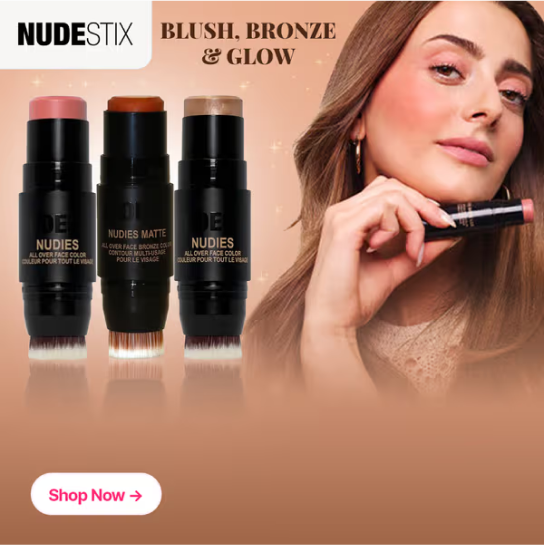 NUDESTIX
BLUSH, BRONZE
& GLOW
NUDIES
ALL OVER FACE COLOR
COULEUR POUR TOUT LE VISAGE
NUDIES MATTE
ALL OVER FACE BRONZE COLOR
CONTOUR MULTI-USAGE
POUR LE VISAGE
NUDIES
ALL OVER FACE COLOR
COULEUR POUR TOUT LE VISAGE
Shop Now →